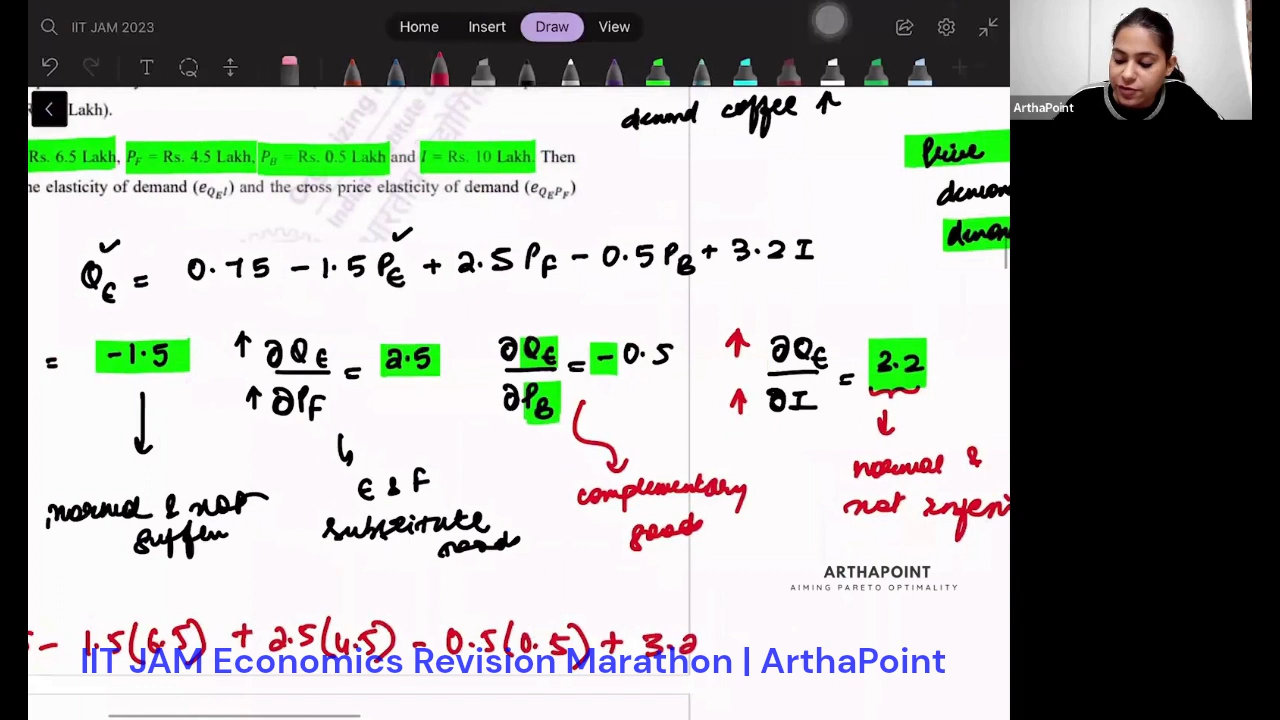 IIT JAM 2023
Home Insert Draw View
ArthaPoint
Lakh).
demand coffee ↑
Rs. 6.5 Lakh, P_F = Rs. 4.5 Lakh, P_B = Rs. 0.5 Lakh and I = Rs. 10 Lakh. Then
ne elasticity of demand (e_{Q_E I}) and the cross price elasticity of demand (e_{Q_E P_F})
Price
deman
deman
Q_E = 0.75 - 1.5 P_E + 2.5 P_F - 0.5 P_B + 3.2 I
= -1.5 ↑ ∂Q_E / ↑ ∂P_F = 2.5 ∂Q_E / ∂P_B = -0.5 ↑ ∂Q_E / ↑ ∂I = 3.2
normal & not
E & F
substitute
goods
complementary
goods
normal &
not inferi
ARTHAPOINT
AIMING PARETO OPTIMALITY
- 1.5(6.5) + 2.5(4.5) - 0.5(0.5) + 3.2
IIT JAM Economics Revision Marathon | ArthaPoint